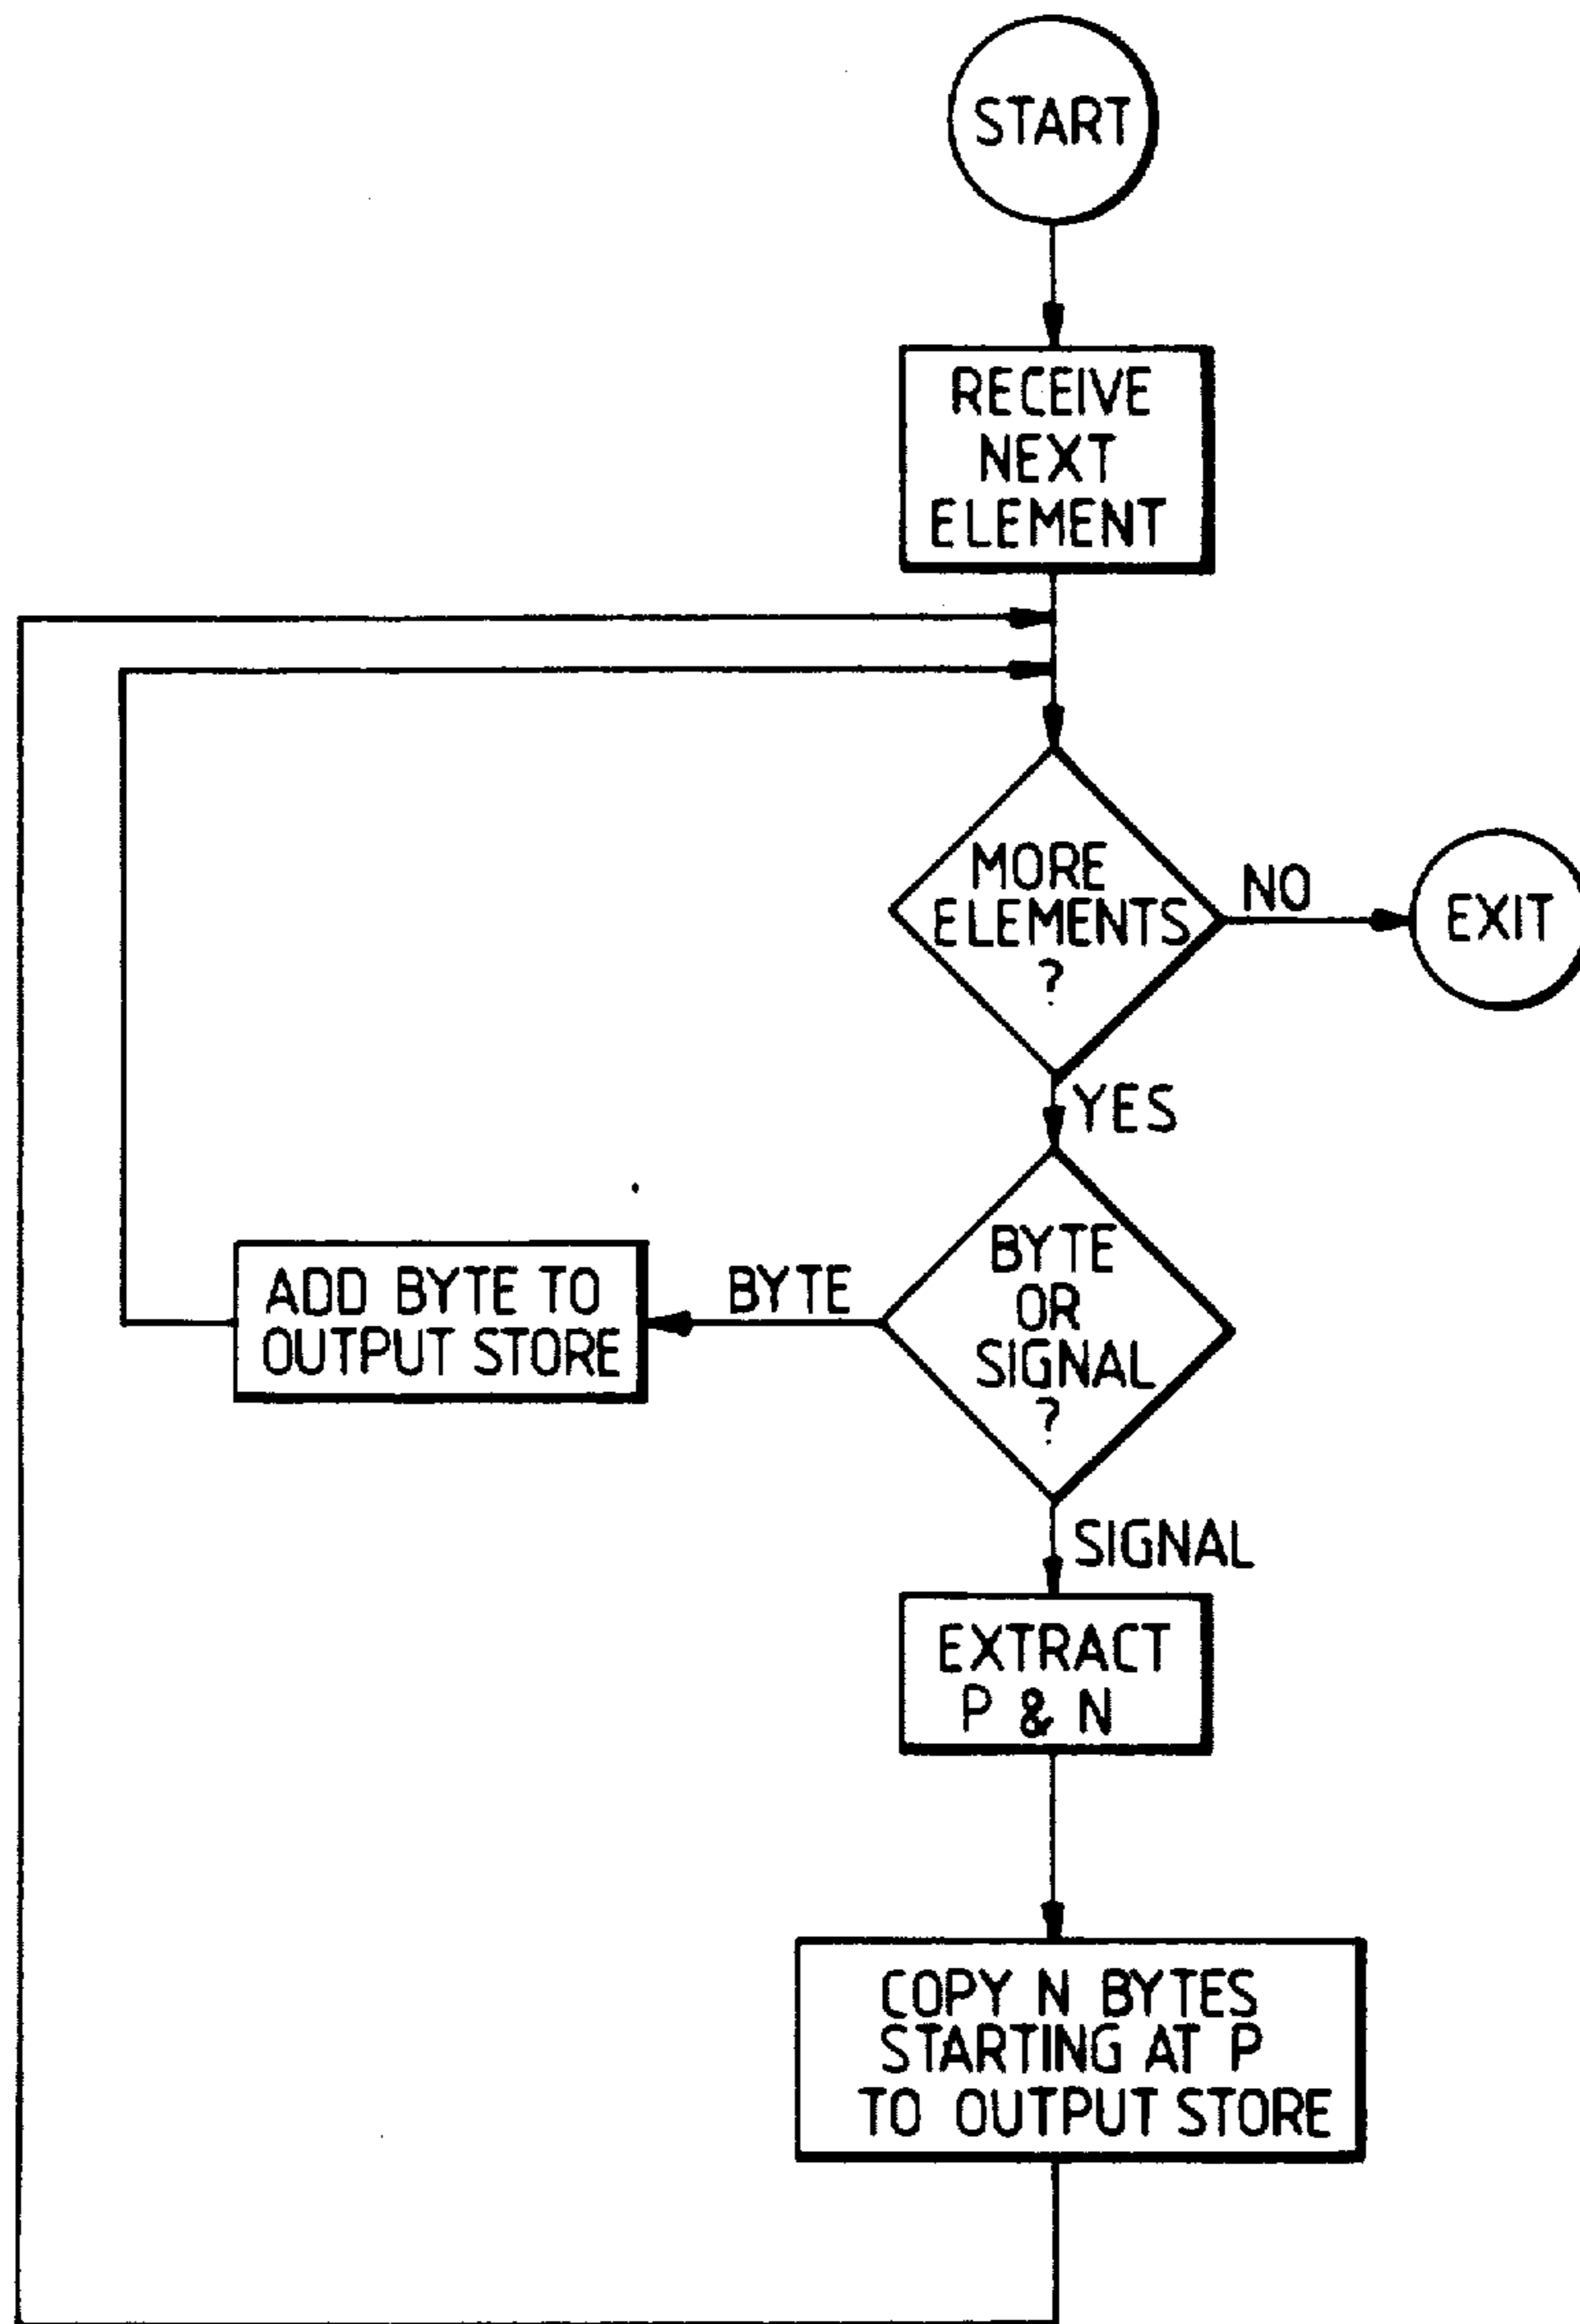 START
RECEIVE
NEXT
ELEMENT
MORE
ELEMENTS
?
NO
EXIT
YES
BYTE
OR
SIGNAL
?
BYTE
ADD BYTE TO
OUTPUT STORE
SIGNAL
EXTRACT
P & N
COPY N BYTES
STARTING AT P
TO OUTPUT STORE